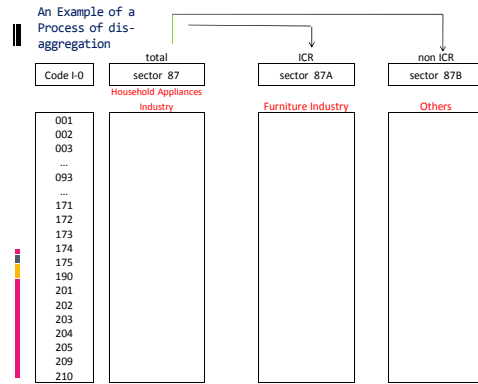 An Example of a
Process of dis-
aggregation
total
ICR
non ICR
Code I-0
sector 87
sector 87A
sector 87B
Household Appliances
Industry
Furniture Industry
Others
001
002
003
…
093
…
171
172
173
174
175
190
201
202
203
204
205
209
210